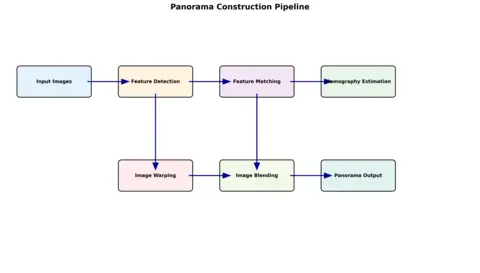 Panorama Construction Pipeline
Input Images
Feature Detection
Feature Matching
Homography Estimation
Image Warping
Image Blending
Panorama Output